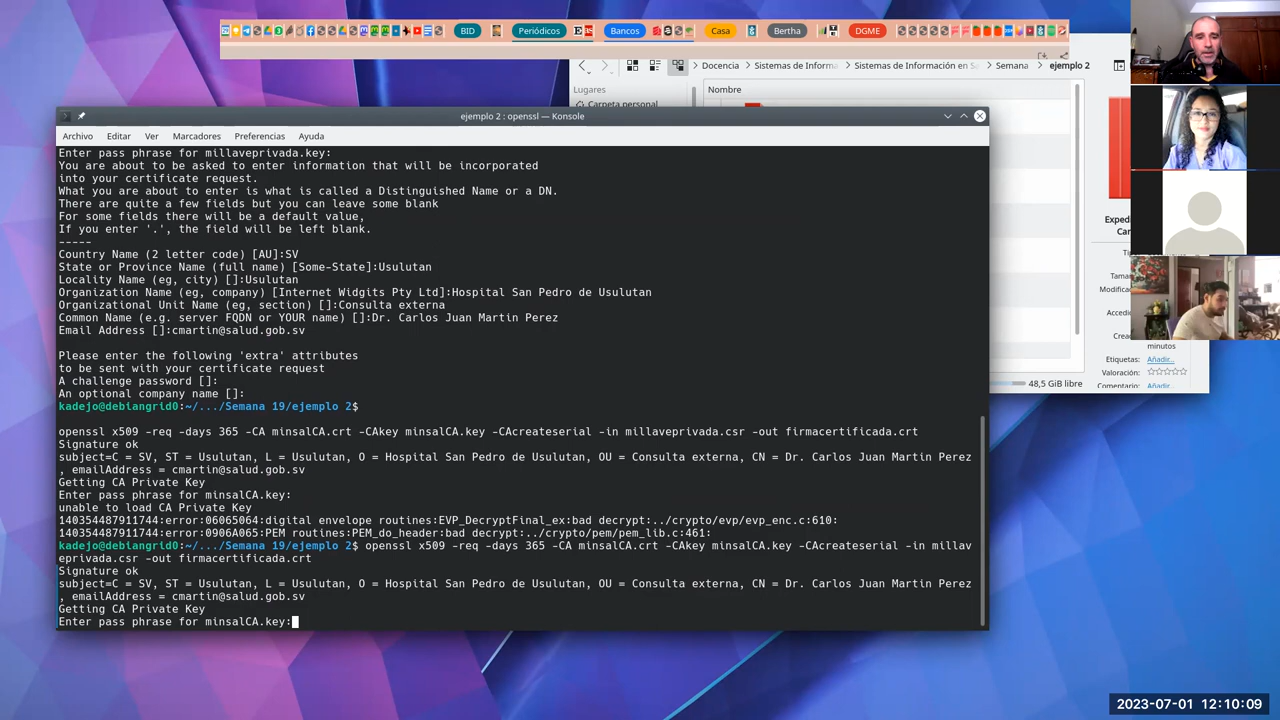 BID
Periódicos
Bancos
Casa
Bertha
DGME
Docencia
Sistemas de Informa
Sistemas de Información en Sa
Semana
ejemplo 2
Lugares
Carpeta personal
Nombre
ejemplo 2 : openssl — Konsole
Archivo Editar Ver Marcadores Preferencias Ayuda
Enter pass phrase for millaveprivada.key:
You are about to be asked to enter information that will be incorporated
into your certificate request.
What you are about to enter is what is called a Distinguished Name or a DN.
There are quite a few fields but you can leave some blank
For some fields there will be a default value,
If you enter '.', the field will be left blank.
-----
Country Name (2 letter code) [AU]:SV
State or Province Name (full name) [Some-State]:Usulutan
Locality Name (eg, city) []:Usulutan
Organization Name (eg, company) [Internet Widgits Pty Ltd]:Hospital San Pedro de Usulutan
Organizational Unit Name (eg, section) []:Consulta externa
Common Name (e.g. server FQDN or YOUR name) []:Dr. Carlos Juan Martin Perez
Email Address []:cmartin@salud.gob.sv
Please enter the following 'extra' attributes
to be sent with your certificate request
A challenge password []:
An optional company name []:
kadejo@debiangrid0:~/.../Semana 19/ejemplo 2$
openssl x509 -req -days 365 -CA minsalCA.crt -CAkey minsalCA.key -CAcreateserial -in millaveprivada.csr -out firmacertificada.crt
Signature ok
subject=C = SV, ST = Usulutan, L = Usulutan, O = Hospital San Pedro de Usulutan, OU = Consulta externa, CN = Dr. Carlos Juan Martin Perez
, emailAddress = cmartin@salud.gob.sv
Getting CA Private Key
Enter pass phrase for minsalCA.key:
unable to load CA Private Key
140354487911744:error:06065064:digital envelope routines:EVP_DecryptFinal_ex:bad decrypt:../crypto/evp/evp_enc.c:610:
140354487911744:error:0906A065:PEM routines:PEM_do_header:bad decrypt:../crypto/pem/pem_lib.c:461:
kadejo@debiangrid0:~/.../Semana 19/ejemplo 2$ openssl x509 -req -days 365 -CA minsalCA.crt -CAkey minsalCA.key -CAcreateserial -in millav
eprivada.csr -out firmacertificada.crt
Signature ok
subject=C = SV, ST = Usulutan, L = Usulutan, O = Hospital San Pedro de Usulutan, OU = Consulta externa, CN = Dr. Carlos Juan Martin Perez
, emailAddress = cmartin@salud.gob.sv
Getting CA Private Key
Enter pass phrase for minsalCA.key:
Expedi
Car
Tip
Tamar
Modificad
Accedid
Cread
minutos
Etiquetas: Añadir...
Valoración:
Comentario: Añadir...
48,5 GiB libre
2023-07-01 12:10:09